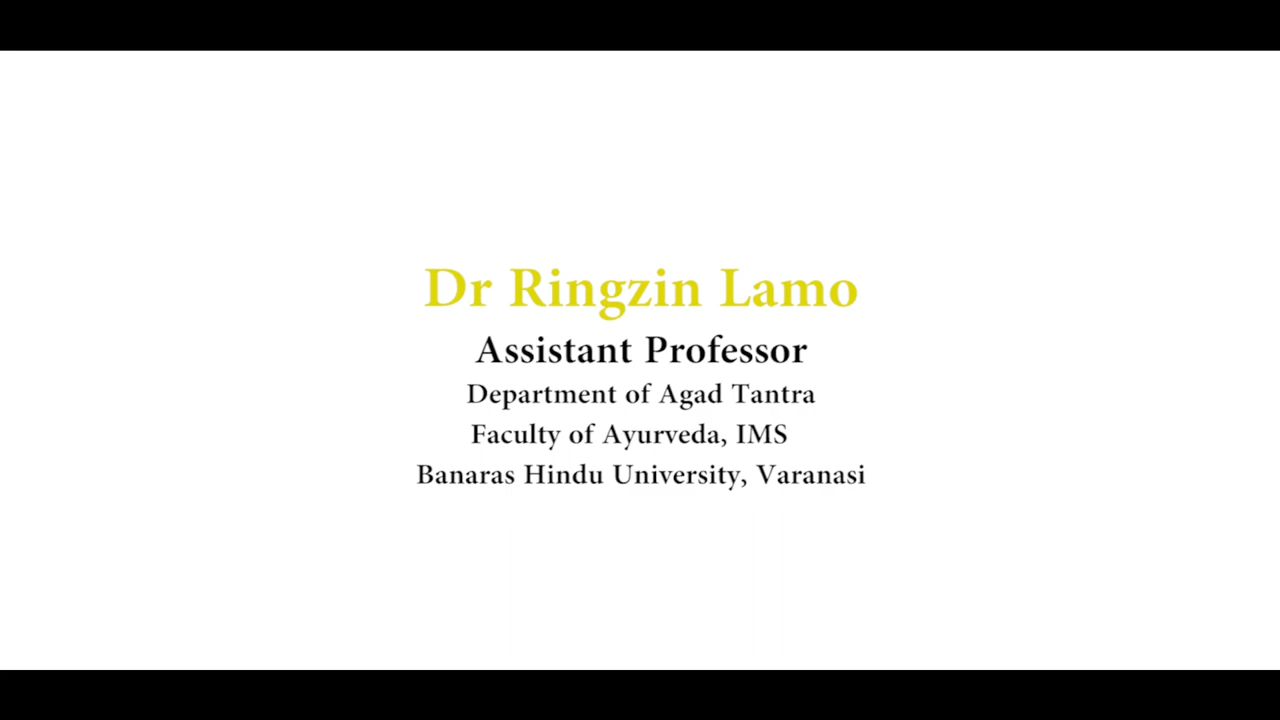 Dr Ringzin Lamo
Assistant Professor
Department of Agad Tantra
Faculty of Ayurveda, IMS
Banaras Hindu University, Varanasi